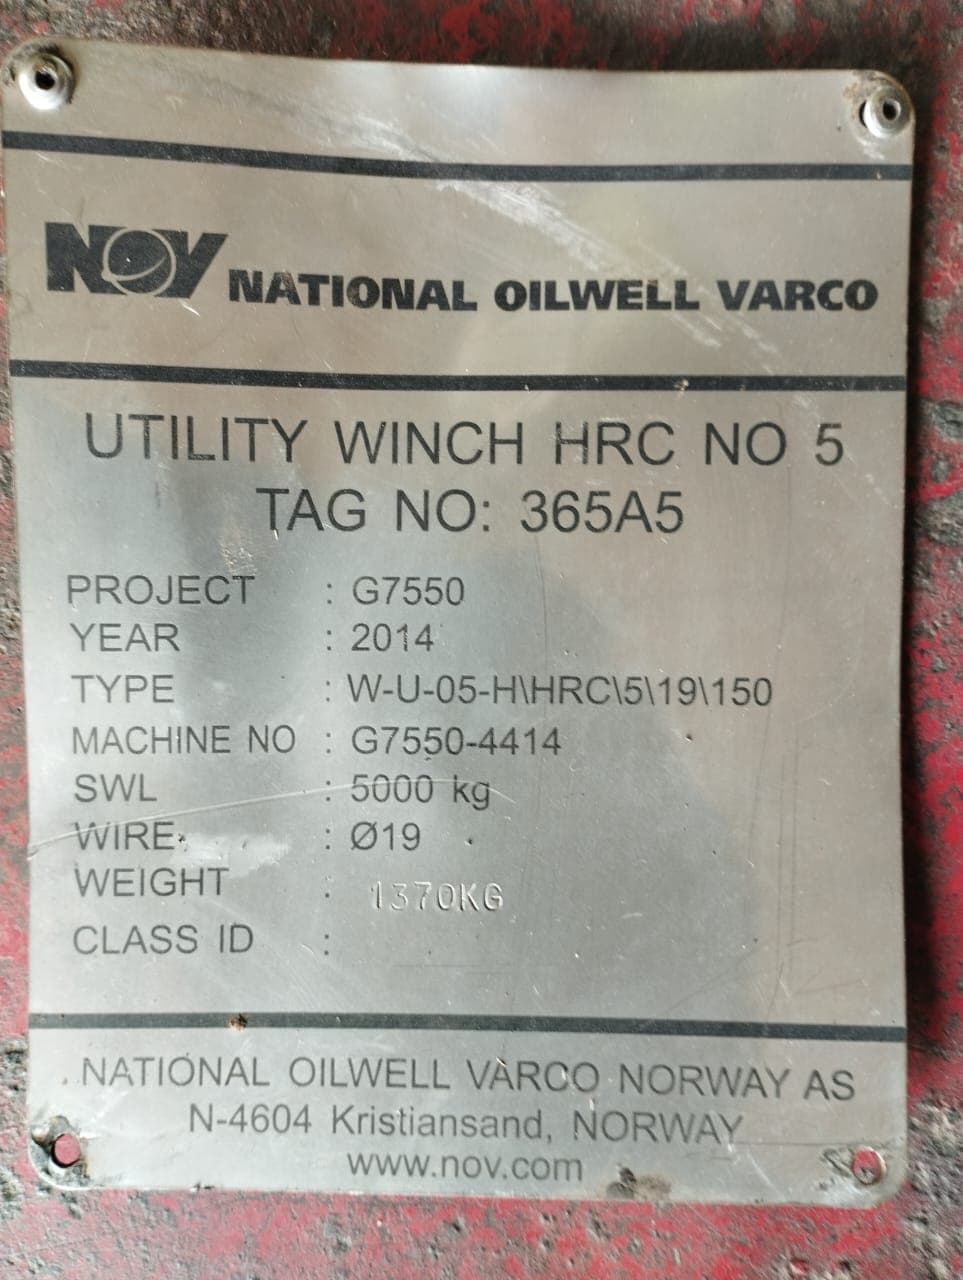 NOV NATIONAL OILWELL VARCO
UTILITY WINCH HRC NO 5
TAG NO: 365A5
PROJECT : G7550
YEAR : 2014
TYPE : W-U-05-H\HRC\5\19\150
MACHINE NO : G7550-4414
SWL : 5000 kg
WIRE : Ø19
WEIGHT : 1370KG
CLASS ID :
NATIONAL OILWELL VARCO NORWAY AS
N-4604 Kristiansand, NORWAY
www.nov.com